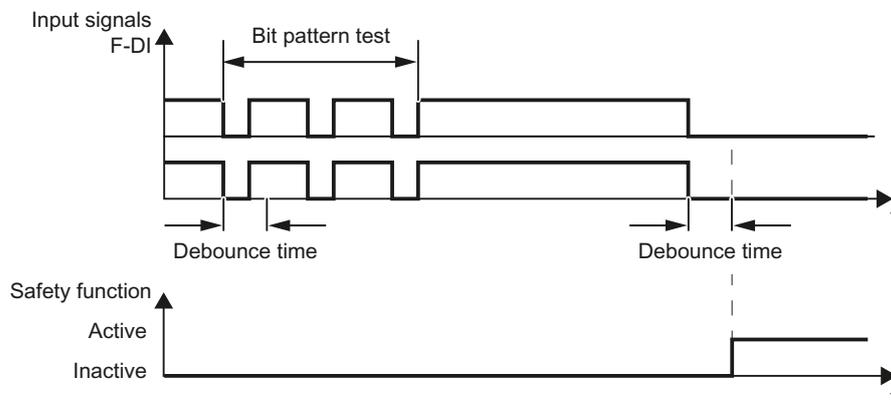 Input signals
F-DI
Bit pattern test
Debounce time
Debounce time
Safety function
Active
Inactive